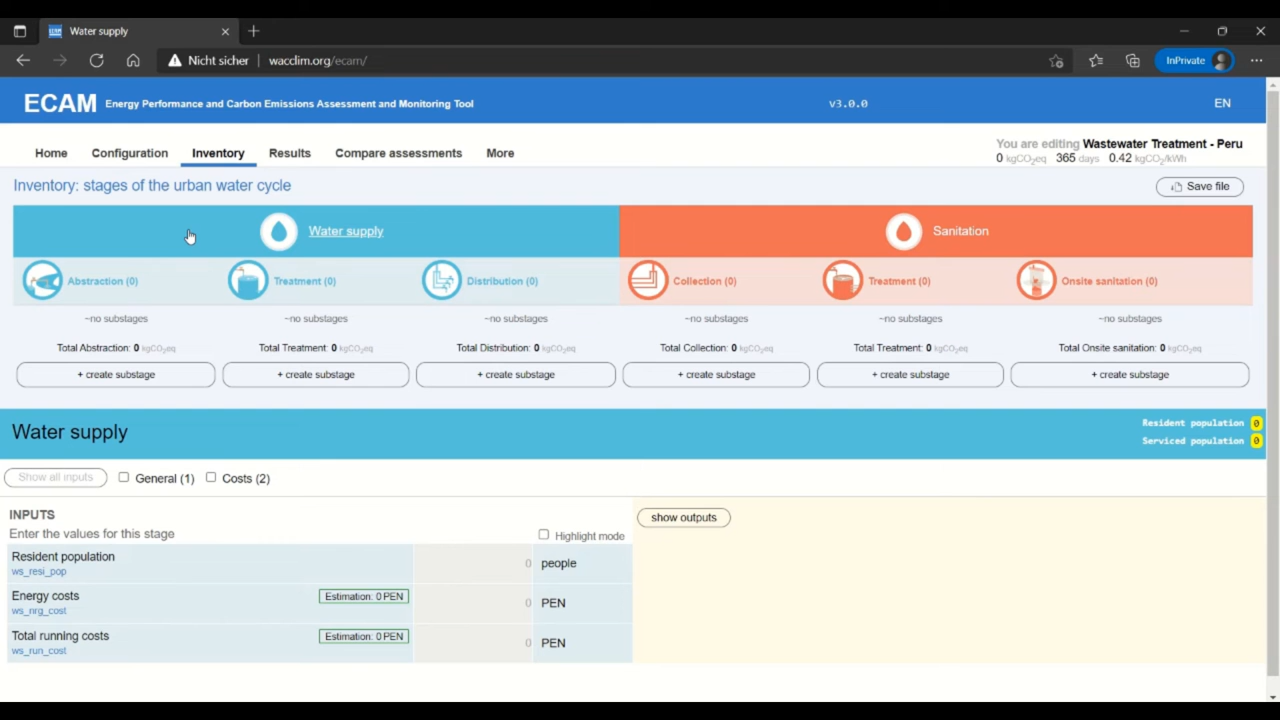 Water supply
Nicht sicher
wacclim.org/ecam/
InPrivate
ECAM Energy Performance and Carbon Emissions Assessment and Monitoring Tool
v3.0.0
EN
Home Configuration Inventory Results Compare assessments More
You are editing Wastewater Treatment - Peru
0 kgCO₂eq 365 days 0.42 kgCO₂/kWh
Inventory: stages of the urban water cycle
Save file
Water supply
Sanitation
Abstraction (0) Treatment (0) Distribution (0) Collection (0) Treatment (0) Onsite sanitation (0)
~no substages ~no substages ~no substages ~no substages ~no substages ~no substages
Total Abstraction: 0 kgCO₂eq Total Treatment: 0 kgCO₂eq Total Distribution: 0 kgCO₂eq Total Collection: 0 kgCO₂eq Total Treatment: 0 kgCO₂eq Total Onsite sanitation: 0 kgCO₂eq
+ create substage + create substage + create substage + create substage + create substage + create substage
Water supply
Resident population 0
Serviced population 0
Show all inputs General (1) Costs (2)
INPUTS
Enter the values for this stage
Highlight mode
show outputs
Resident population
ws_resi_pop
0 people
Energy costs
ws_nrg_cost
Estimation: 0 PEN
0 PEN
Total running costs
ws_run_cost
Estimation: 0 PEN
0 PEN